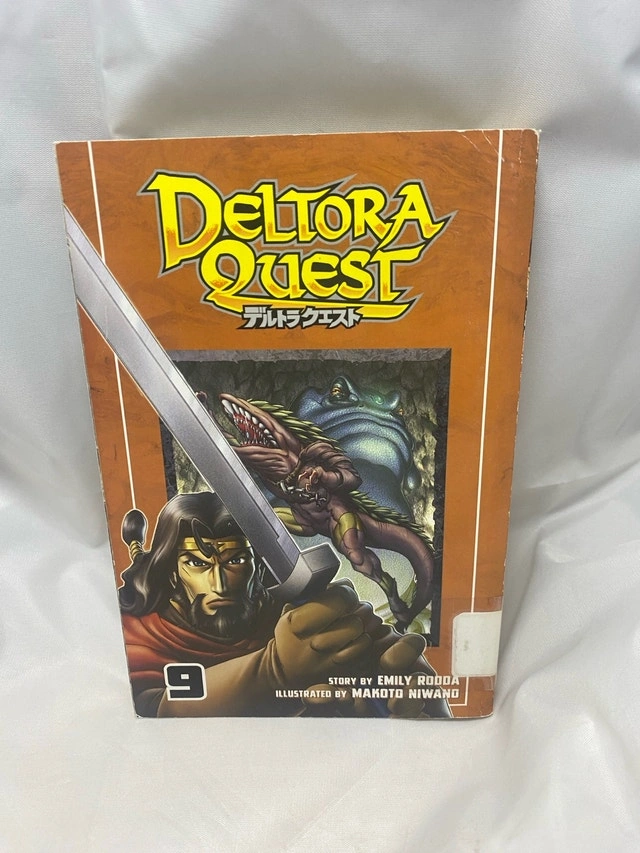 DELTORA
QUEST
デルトラクエスト
9
STORY BY EMILY RODDA
ILLUSTRATED BY MAKOTO NIWANO